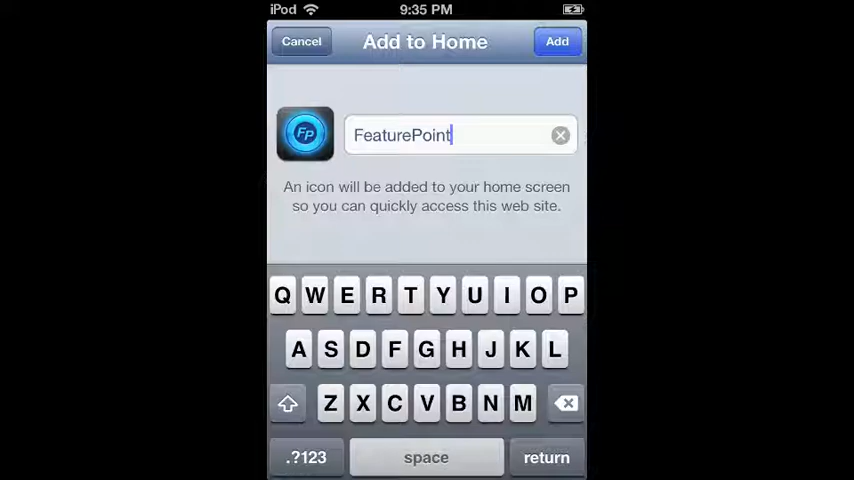 iPod 9:35 PM
Cancel Add to Home Add
FP FeaturePoint
An icon will be added to your home screen
so you can quickly access this web site.
Q W E R T Y U I O P
A S D F G H J K L
Z X C V B N M
.?123 space return